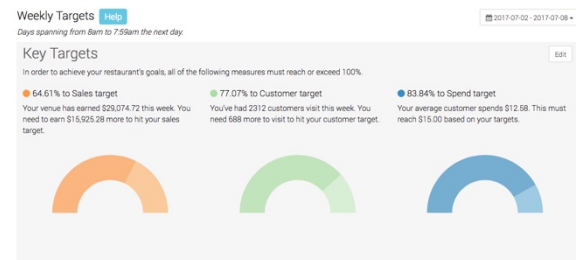 Weekly Targets Help
2017-07-02 - 2017-07-08
Days spanning from 8am to 7:59am the next day.
Key Targets
Edit
In order to achieve your restaurant's goals, all of the following measures must reach or exceed 100%.
64.61% to Sales target
Your venue has earned $29,074.72 this week. You
need to earn $15,925.28 more to hit your sales
target.
77.07% to Customer target
You've had 2312 customers visit this week. You
need 688 more to visit to hit your customer target.
83.84% to Spend target
Your average customer spends $12.58. This must
reach $15.00 based on your targets.